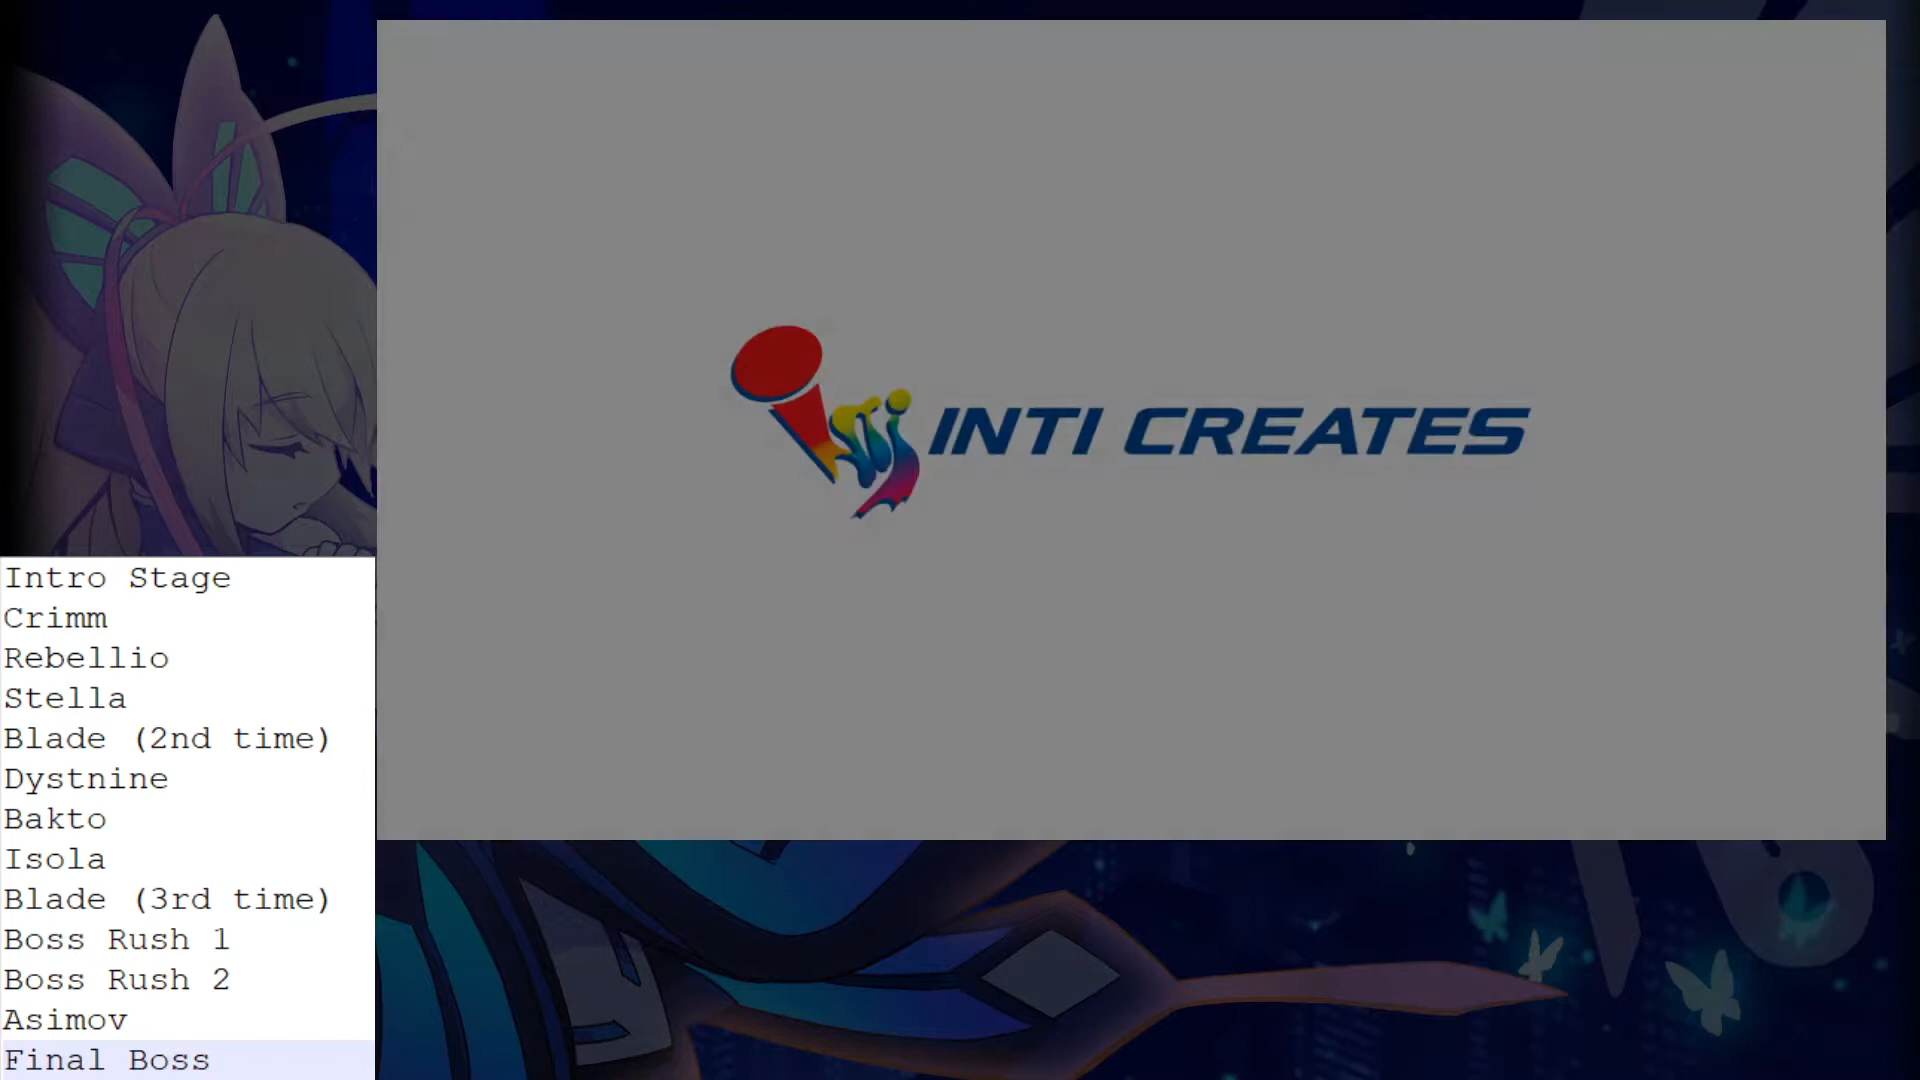 INTI CREATES
Intro Stage
Crimm
Rebellio
Stella
Blade (2nd time)
Dystnine
Bakto
Isola
Blade (3rd time)
Boss Rush 1
Boss Rush 2
Asimov
Final Boss